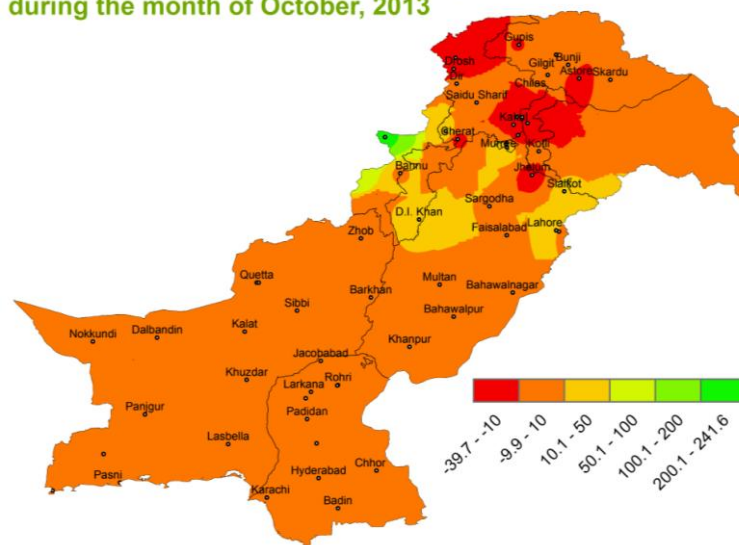 during the month of October, 2013
Gupis
Drosh
Bunji
Gilgit
Astore Skardu
Dir
Chilas
Saidu Sharif
Cherat
Kotli
Bannu
Jhelum
Sialkot
Sargodha
D.I. Khan
Faisalabad
Lahore
Zhob
Quetta
Multan
Barkhan
Bahawalnagar
Sibbi
Bahawalpur
Nokkundi
Dalbandin
Kalat
Khanpur
Jacobabad
Khuzdar
Rohri
Larkana
Panjgur
Padidan
Lasbella
Pasni
Hyderabad
Chhor
Karachi
Badin
-39.7 - -10
-9.9 - 10
10.1 - 50
50.1 - 100
100.1 - 200
200.1 - 241.6